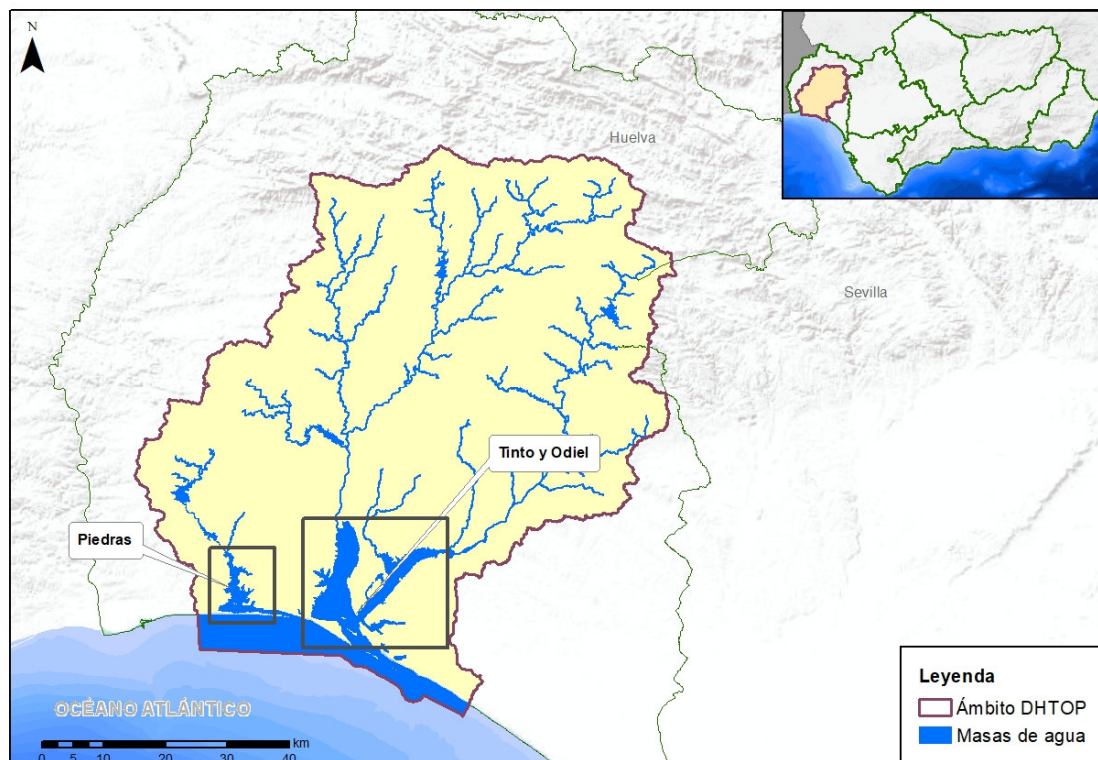 N
Huelva
Sevilla
Tinto y Odiel
Piedras
OCÉANO ATLÁNTICO
km
0 5 10 20 30 40
Leyenda
Ámbito DHTOP
Masas de agua